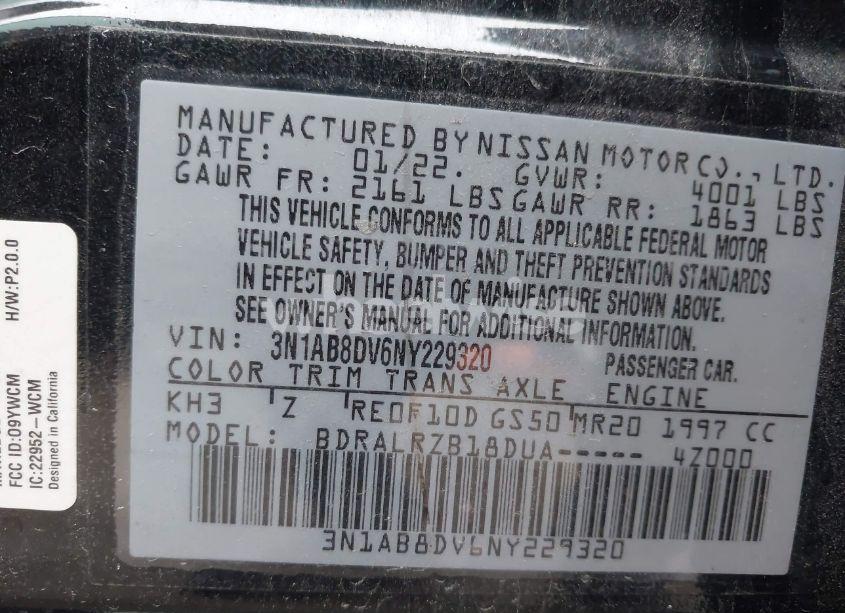 MANUFACTURED BY NISSAN MOTOR CO., LTD.
DATE: 01/22. GVWR: 4001 LBS
GAWR FR: 2161 LBS GAWR RR: 1863 LBS
THIS VEHICLE CONFORMS TO ALL APPLICABLE FEDERAL MOTOR
VEHICLE SAFETY, BUMPER AND THEFT PREVENTION STANDARDS
IN EFFECT ON THE DATE OF MANUFACTURE SHOWN ABOVE.
SEE OWNER'S MANUAL FOR ADDITIONAL INFORMATION.
VIN: 3N1AB8DV6NY229320 PASSENGER CAR.
COLOR TRIM TRANS AXLE ENGINE
KH3 Z RE0F10D GS50 MR20 1997 CC
MODEL: BDRALRZB18DUA----- 4Z000
3N1AB8DV6NY229320
H/W:P2.0.0
FCC ID:09YWCM
IC:22952-WCM
Designed in California